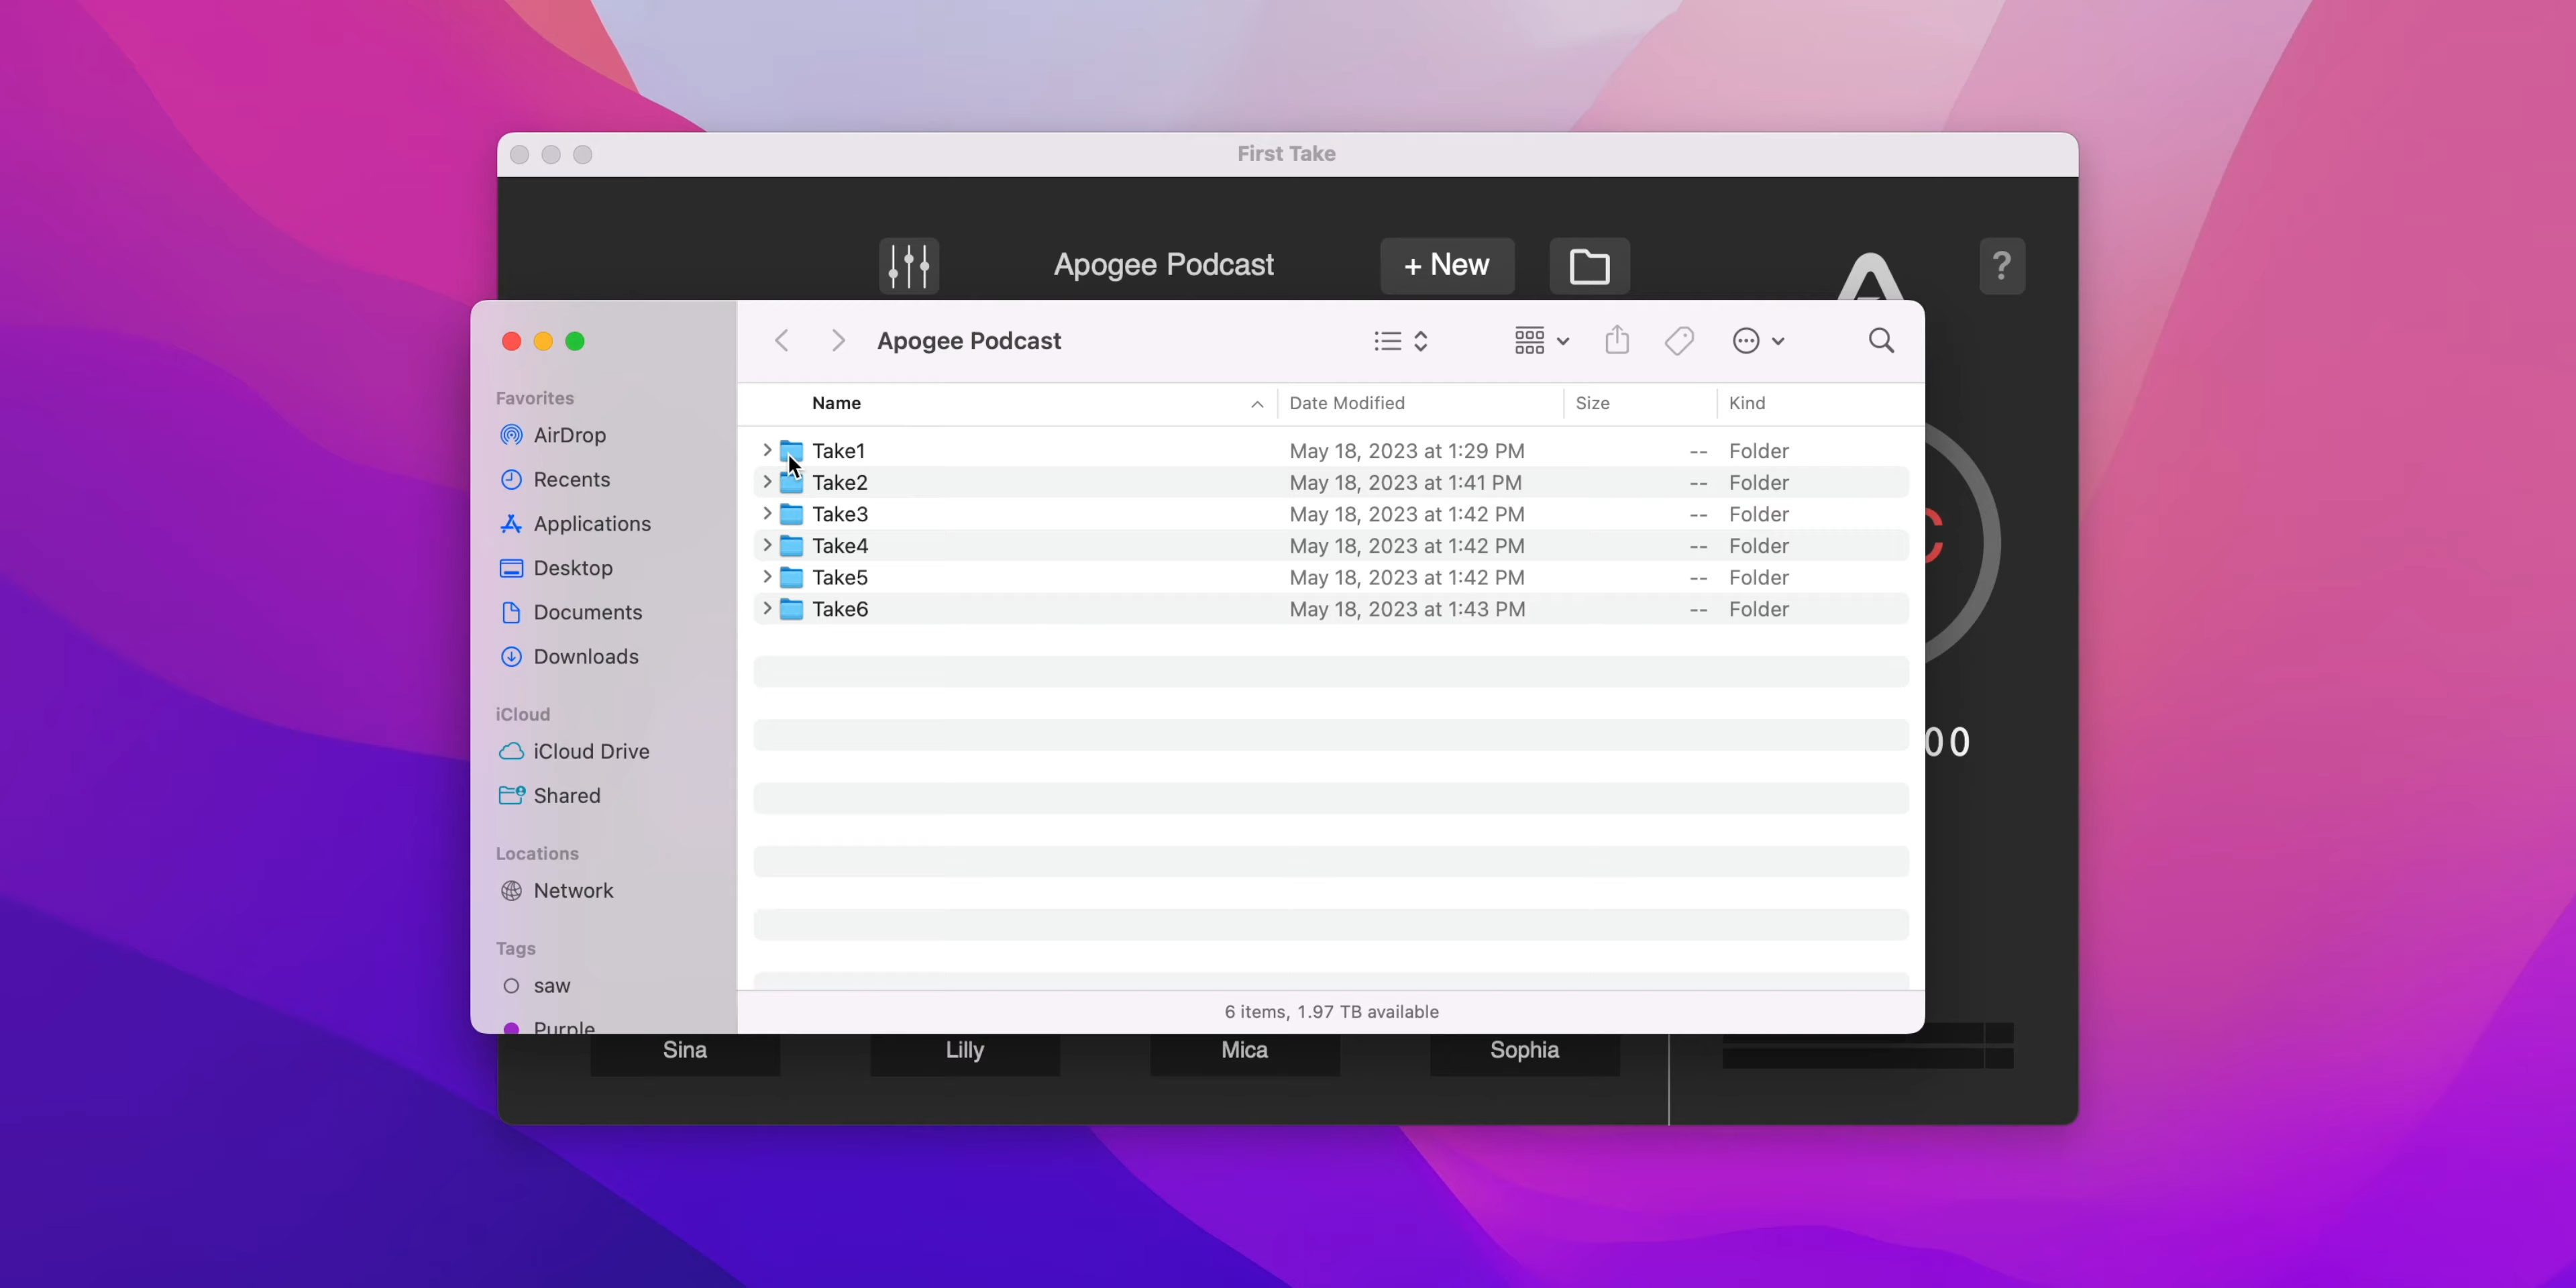 First Take
Apogee Podcast
+ New
?
Apogee Podcast
Favorites
AirDrop
Recents
Applications
Desktop
Documents
Downloads
iCloud
iCloud Drive
Shared
Locations
Network
Tags
saw
Purple
Name Date Modified Size Kind
Take1 May 18, 2023 at 1:29 PM -- Folder
Take2 May 18, 2023 at 1:41 PM -- Folder
Take3 May 18, 2023 at 1:42 PM -- Folder
Take4 May 18, 2023 at 1:42 PM -- Folder
Take5 May 18, 2023 at 1:42 PM -- Folder
Take6 May 18, 2023 at 1:43 PM -- Folder
6 items, 1.97 TB available
C
00
Sina Lilly Mica Sophia